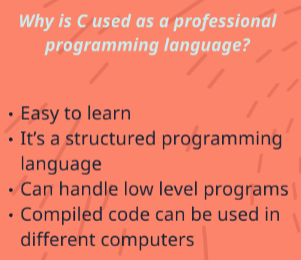 Why is C used as a professional
programming language?
• Easy to learn
• It's a structured programming
language
• Can handle low level programs
• Compiled code can be used in
different computers